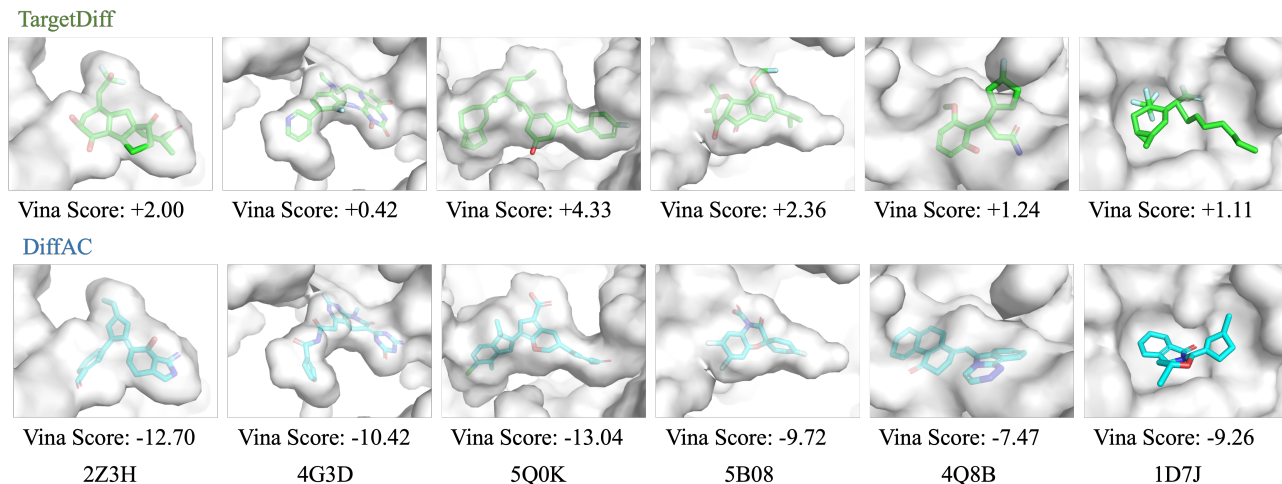 TargetDiff
Vina Score: +2.00 Vina Score: +0.42 Vina Score: +4.33 Vina Score: +2.36 Vina Score: +1.24 Vina Score: +1.11
DiffAC
Vina Score: -12.70 Vina Score: -10.42 Vina Score: -13.04 Vina Score: -9.72 Vina Score: -7.47 Vina Score: -9.26
2Z3H 4G3D 5Q0K 5B08 4Q8B 1D7J